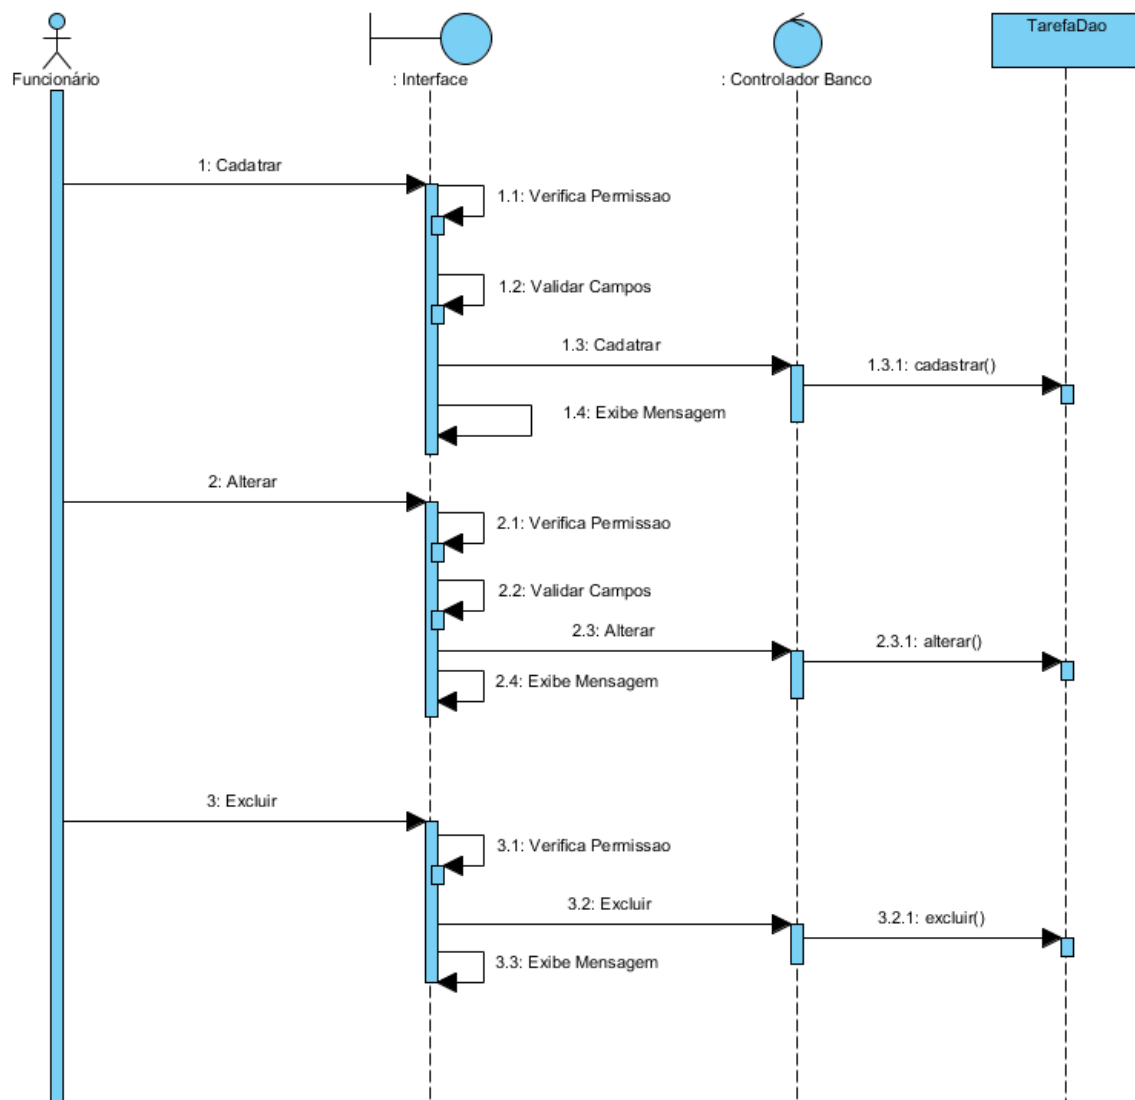 Funcionário
: Interface
: Controlador Banco
TarefaDao
1: Cadatrar
1.1: Verifica Permissao
1.2: Validar Campos
1.3: Cadatrar
1.3.1: cadastrar()
1.4: Exibe Mensagem
2: Alterar
2.1: Verifica Permissao
2.2: Validar Campos
2.3: Alterar
2.3.1: alterar()
2.4: Exibe Mensagem
3: Excluir
3.1: Verifica Permissao
3.2: Excluir
3.2.1: excluir()
3.3: Exibe Mensagem